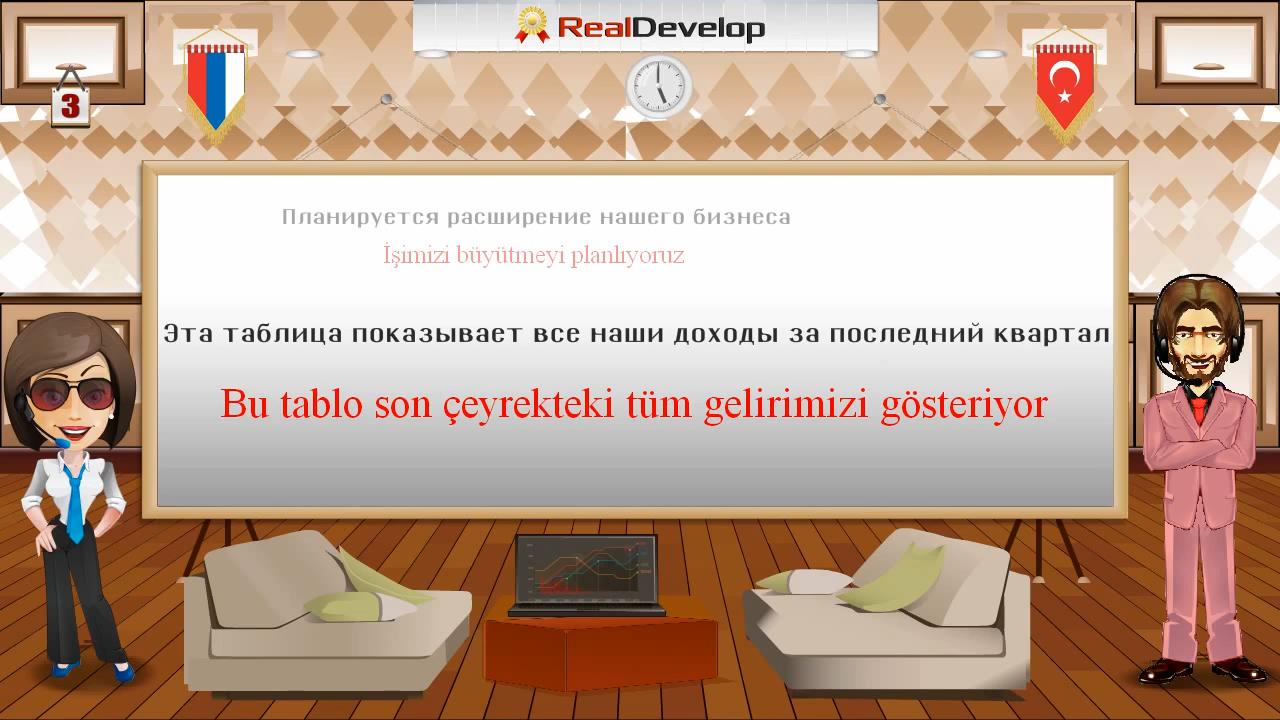 RealDevelop
3
Планируется расширение нашего бизнеса
İşimizi büyütmeyi planlıyoruz
Эта таблица показывает все наши доходы за последний квартал
Bu tablo son çeyrekteki tüm gelirimizi gösteriyor